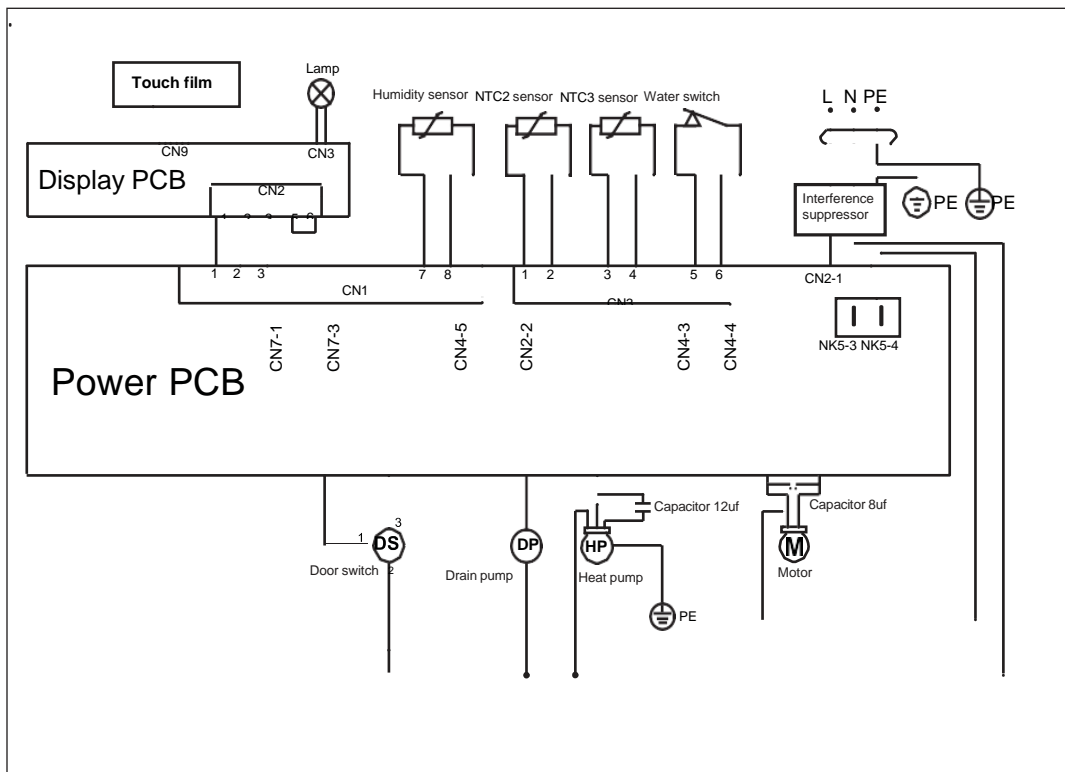 Touch film
Lamp
Humidity sensor
NTC2 sensor
NTC3 sensor
Water switch
L N PE
CN9
CN3
Display PCB
CN2
Interference
suppressor
PE
PE
1 2 3
7 8
1 2
3 4
5 6
CN2-1
CN1
CN7-1
CN7-3
CN4-5
CN2-2
CN4-3
CN4-4
NK5-3 NK5-4
Power PCB
Capacitor 12uf
Capacitor 8uf
3
1
DS
2
DP
HP
M
Door switch
Drain pump
Heat pump
Motor
PE